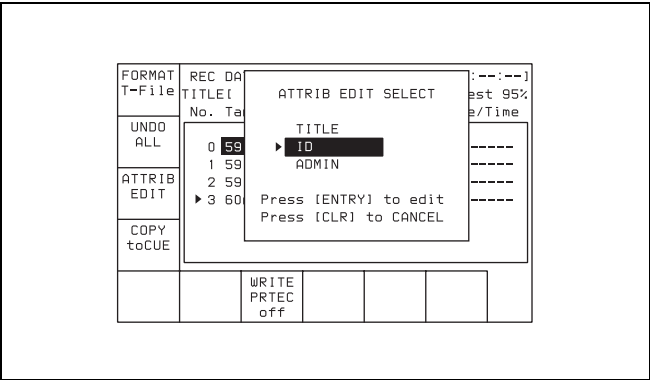 FORMAT
T-File
UNDO
ALL
ATTRIB
EDIT
COPY
toCUE
REC DA
:--:--]
TITLE[
est 95%
No. Ta
e/Time
0 59
------
1 59
------
2 59
------
▶ 3 60
------
ATTRIB EDIT SELECT
TITLE
▶ ID
ADMIN
Press [ENTRY] to edit
Press [CLR] to CANCEL
WRITE
PRTEC
off